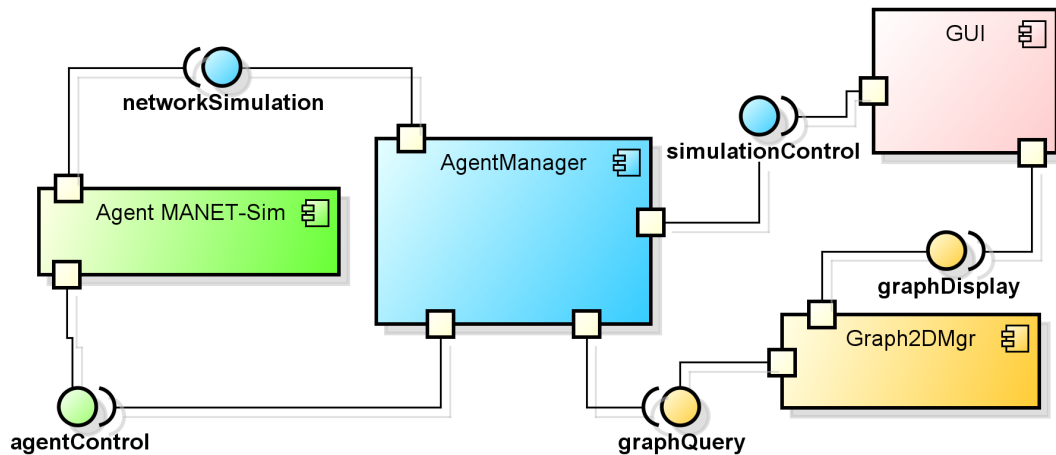 GUI
networkSimulation
simulationControl
AgentManager
Agent MANET-Sim
graphDisplay
Graph2DMgr
agentControl
graphQuery